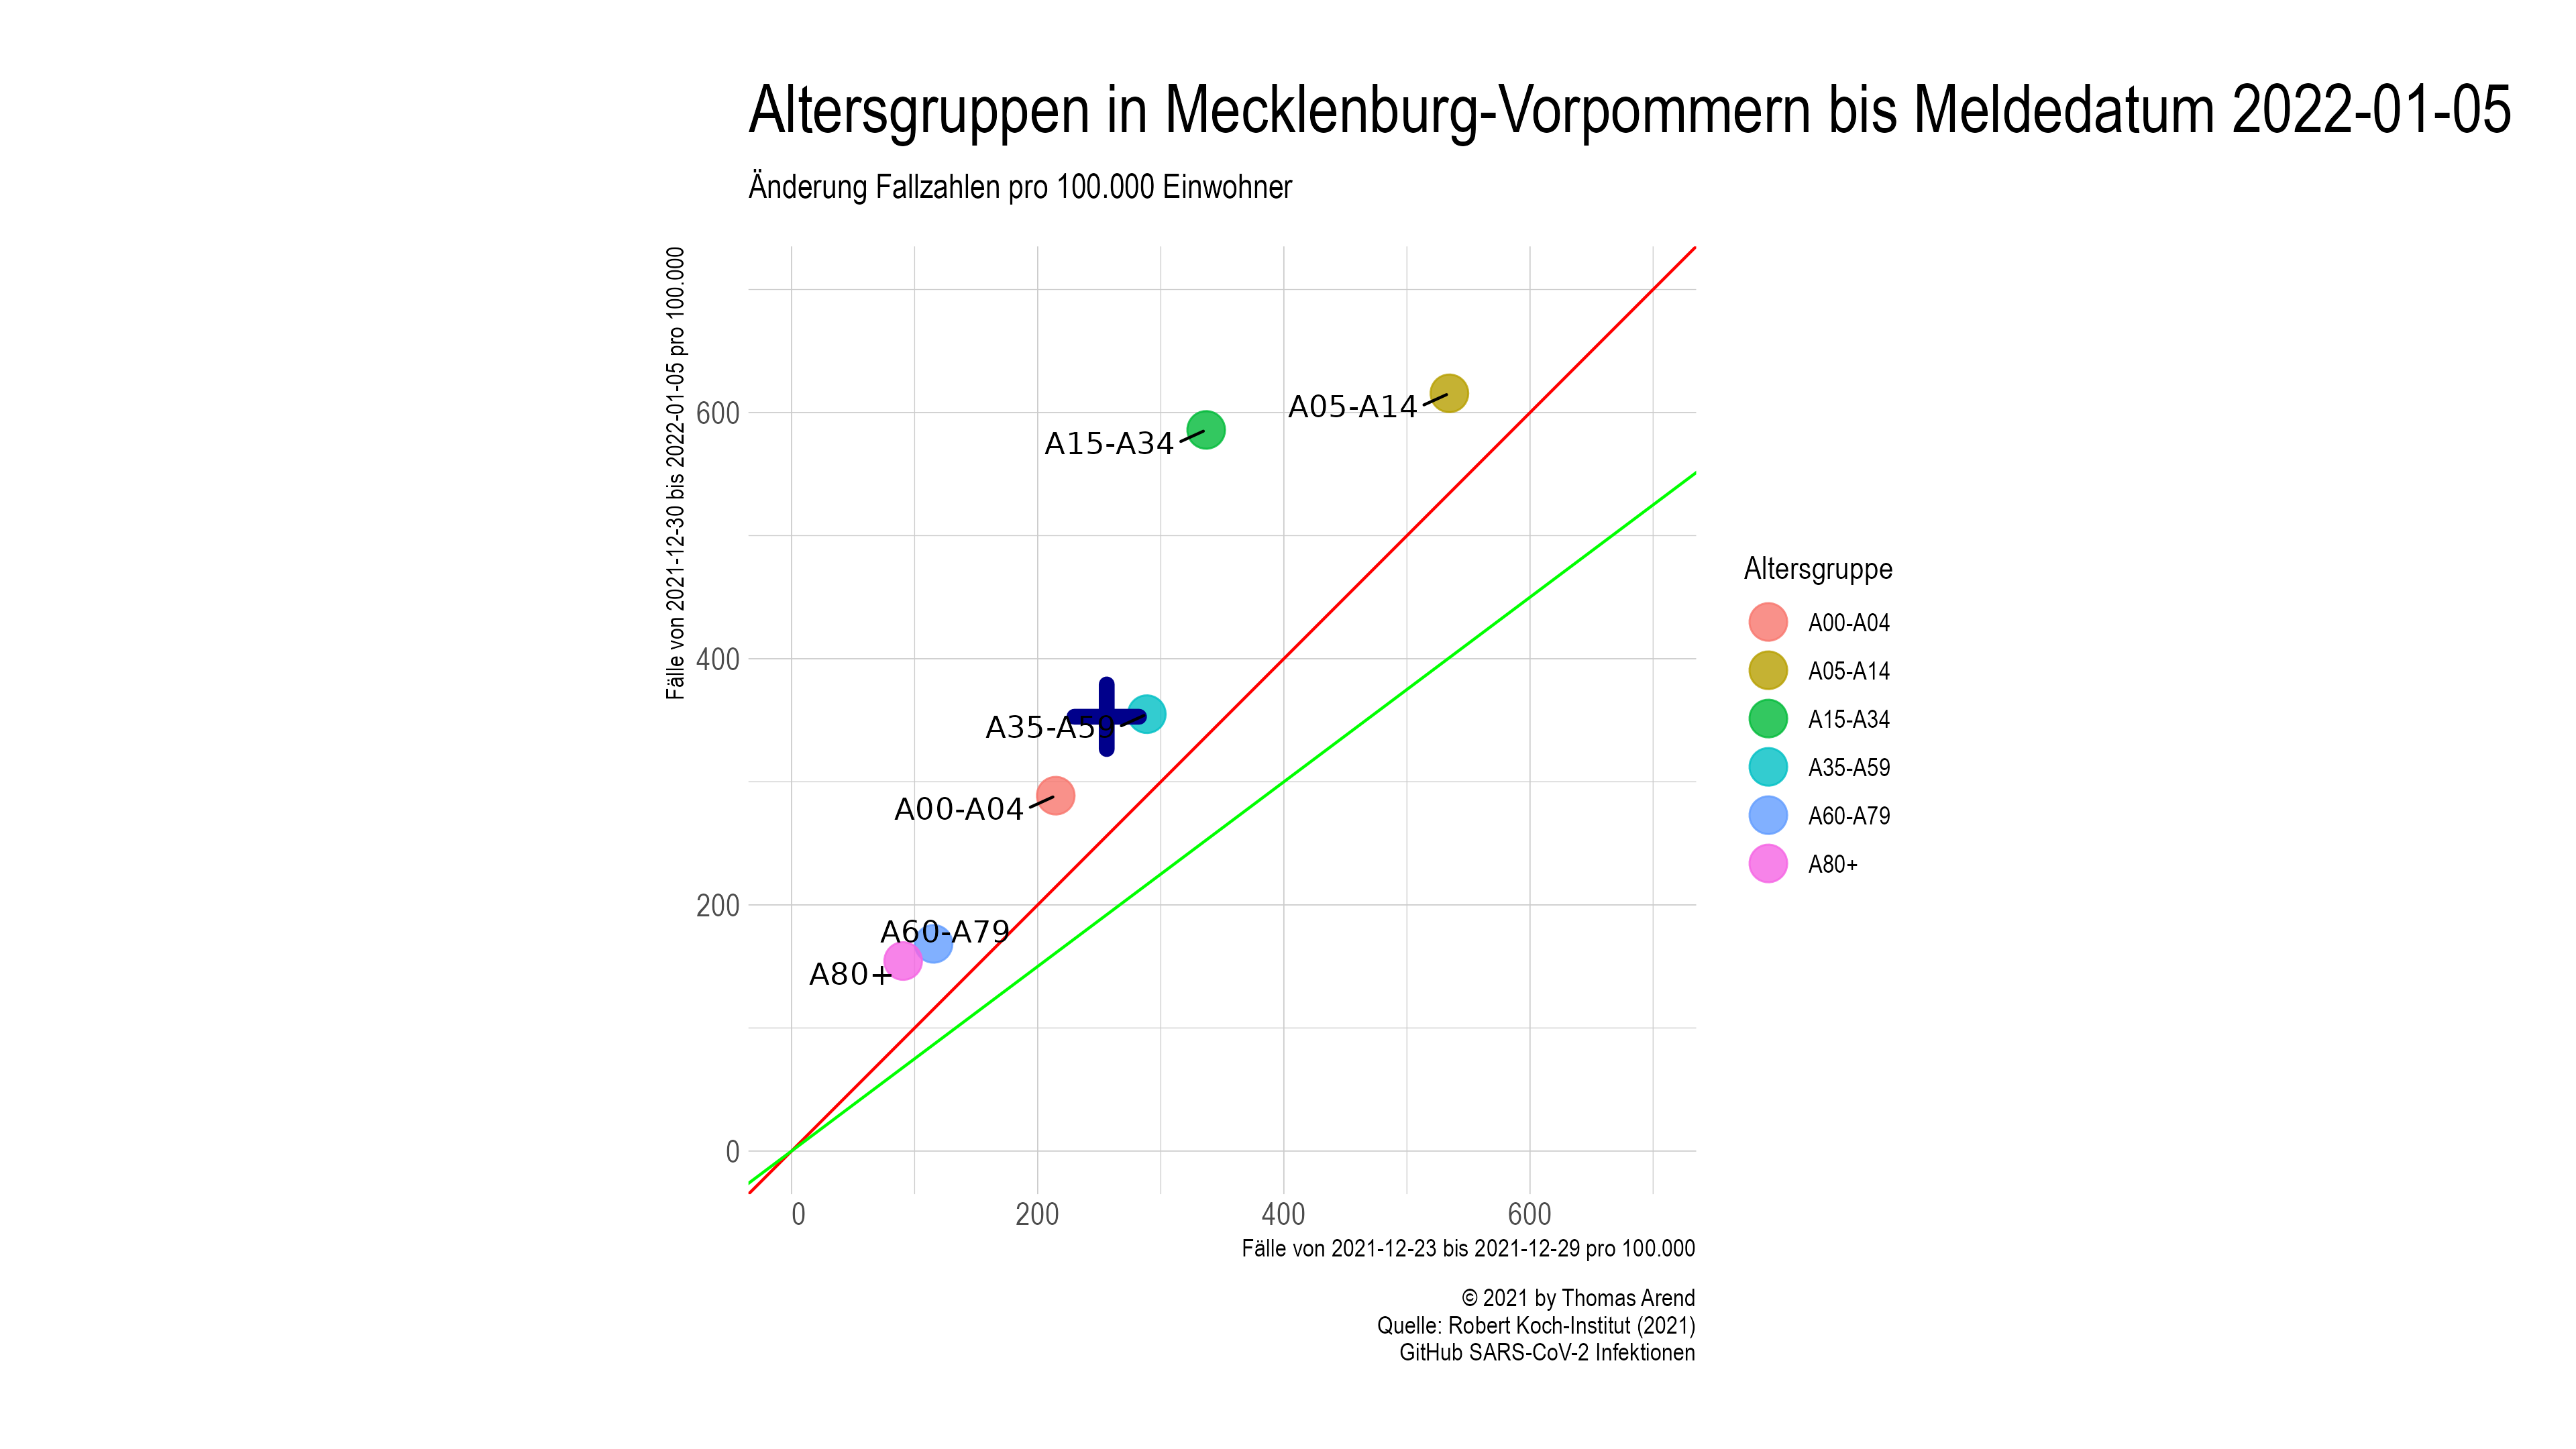 Altersgruppen in Mecklenburg-Vorpommern bis Meldedatum 2022-01-05
Änderung Fallzahlen pro 100.000 Einwohner
Fälle von 2021-12-30 bis 2022-01-05 pro 100.000
600
400
200
0
A05-A14
A15-A34
A35-A59
A00-A04
A60-A79
A80+
0
200
400
600
Fälle von 2021-12-23 bis 2021-12-29 pro 100.000
Altersgruppe
A00-A04
A05-A14
A15-A34
A35-A59
A60-A79
A80+
© 2021 by Thomas Arend
Quelle: Robert Koch-Institut (2021)
GitHub SARS-CoV-2 Infektionen